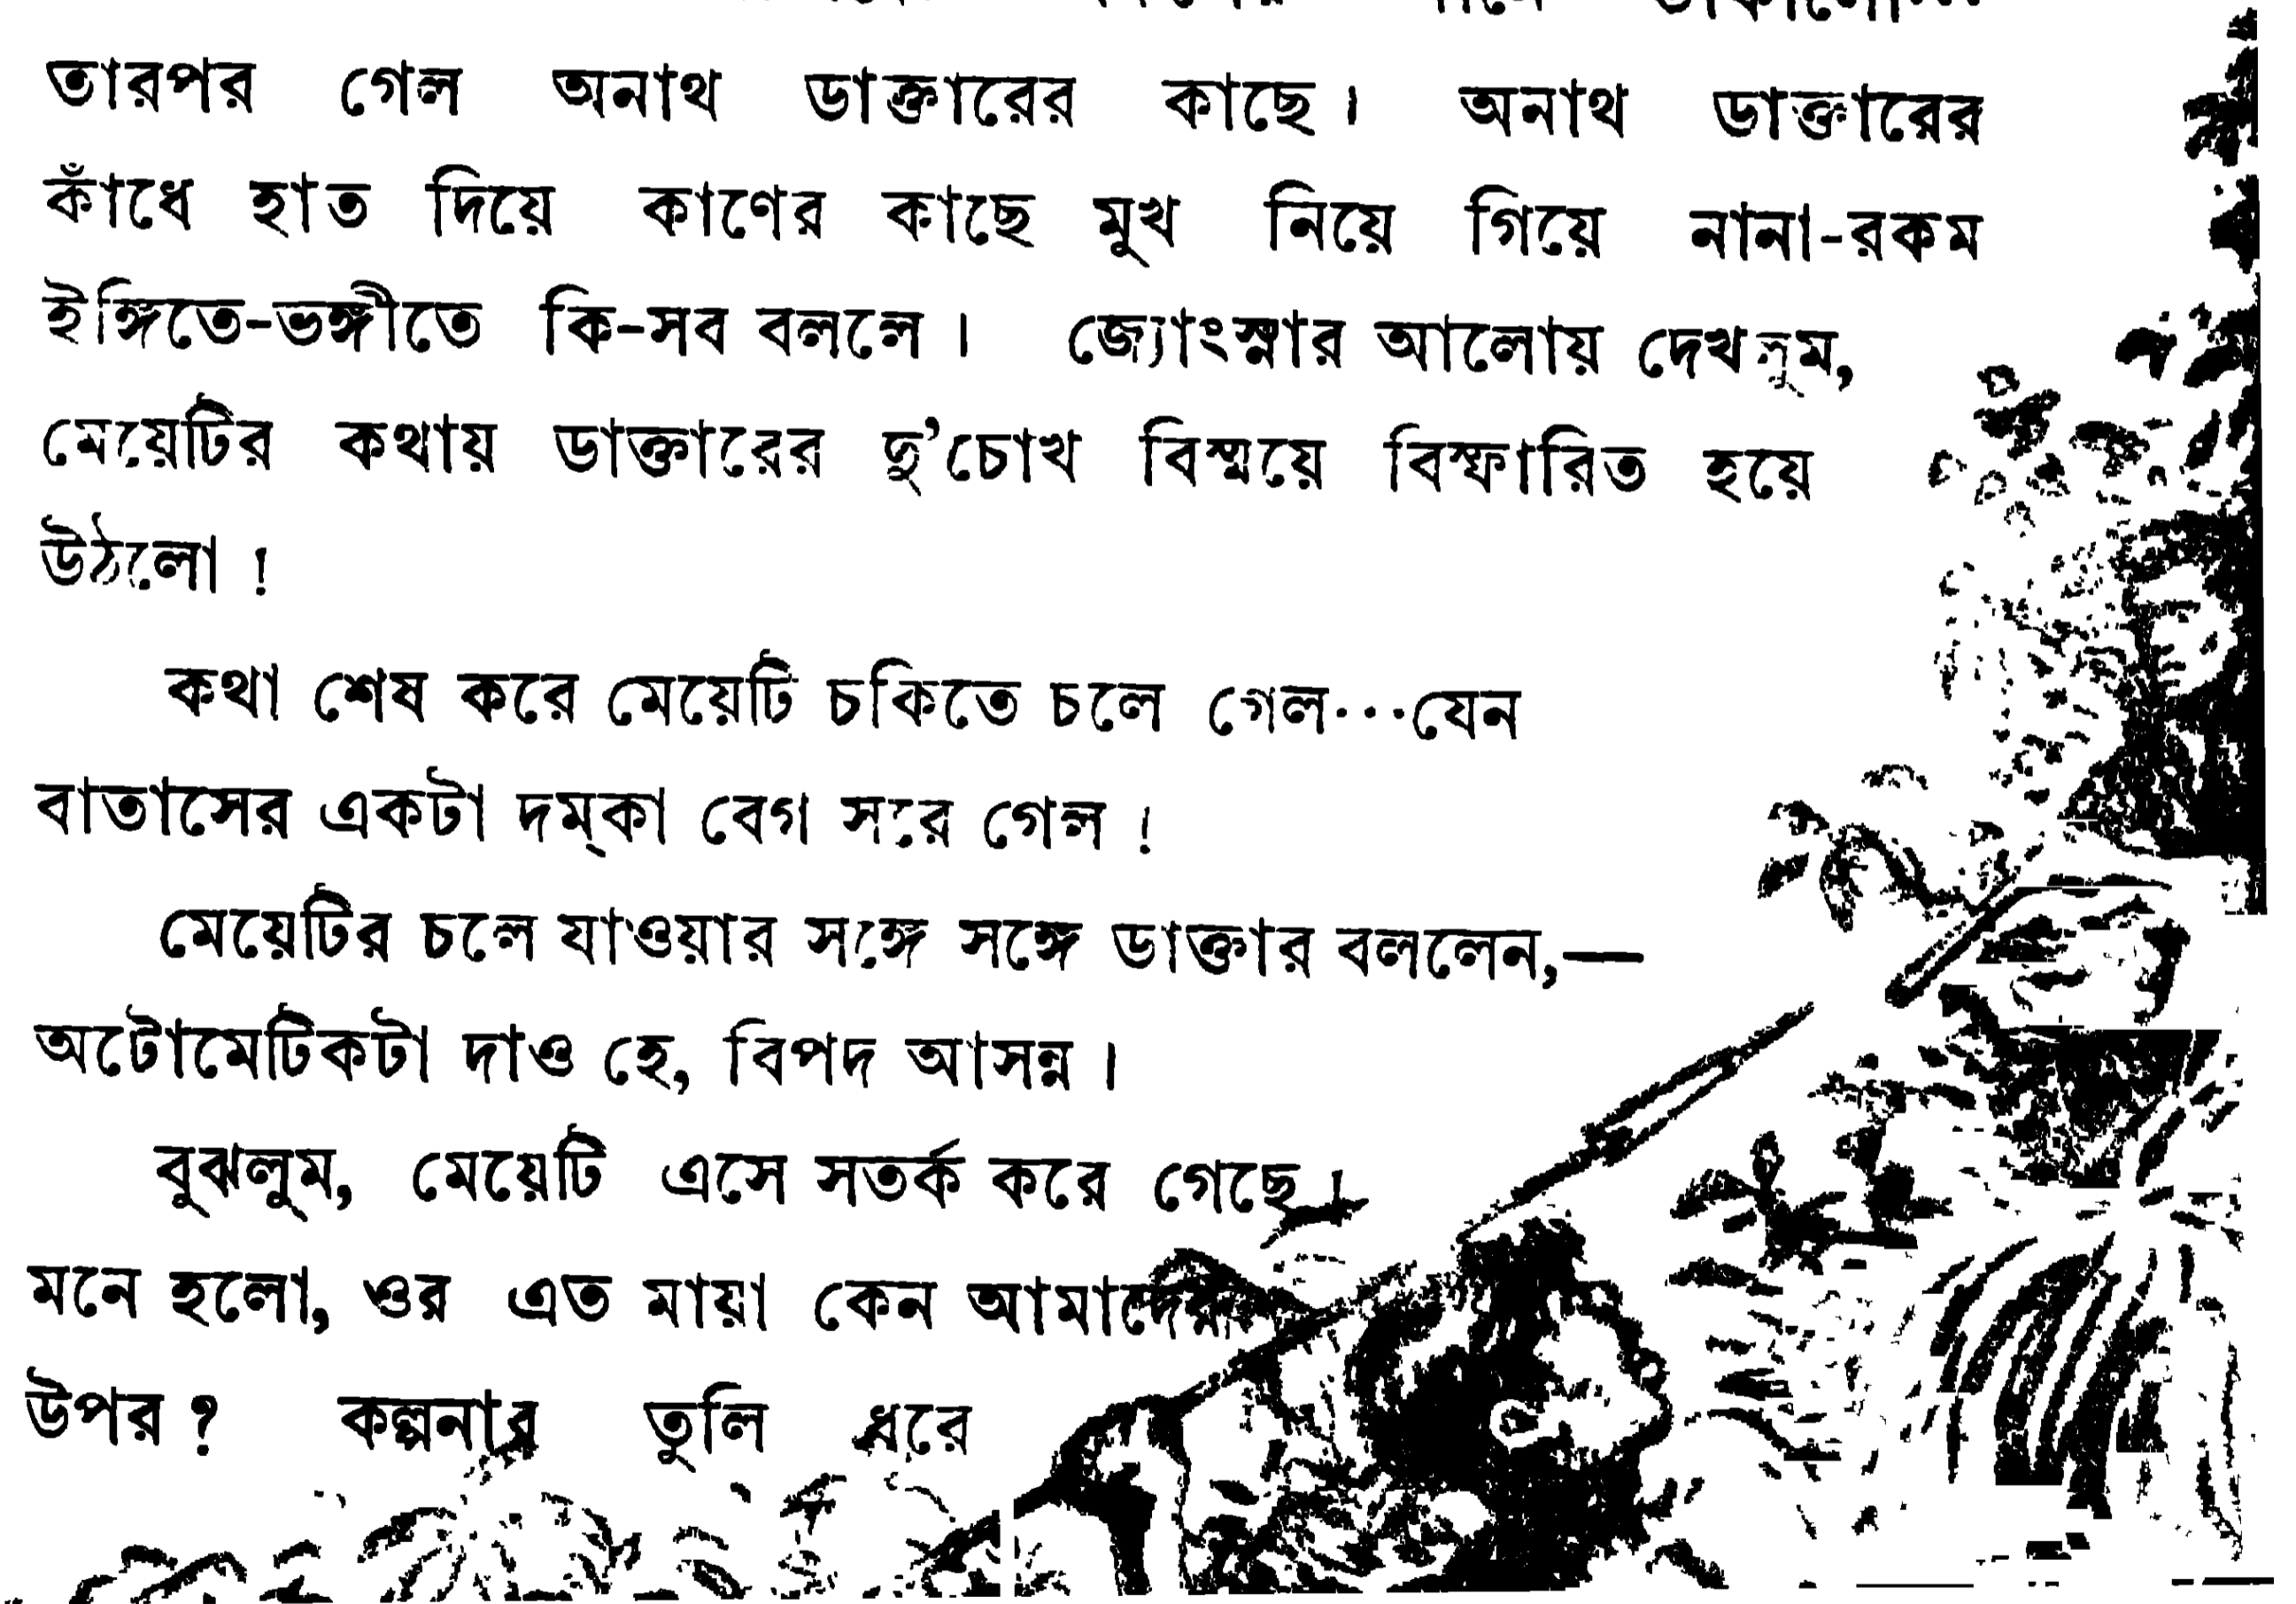 তারপর গেল অনাথ ডাক্তারের কাছে। অনাথ ডাক্তারের
কাঁধে হাত দিয়ে কাণের কাছে মুখ নিয়ে গিয়ে নানা-রকম
ইঙ্গিতে-ভঙ্গীতে কি-সব বললে। জ্যোৎস্নার আলোয় দেখলুম,
মেয়েটির কথায় ডাক্তারের দু'চোখ বিস্ময়ে বিস্ফারিত হয়ে
উঠলো!
কথা শেষ করে মেয়েটি চকিতে চলে গেল...যেন
বাতাসের একটা দম্‌কা বেগ সরে গেল!
মেয়েটির চলে যাওয়ার সঙ্গে সঙ্গে ডাক্তার বললেন,—
অটোমেটিকটা দাও হে, বিপদ আসন্ন।
বুঝলুম, মেয়েটি এসে সতর্ক করে গেছে।
মনে হলো, ওর এত মায়া কেন আমাদের
উপর? কল্পনার তুলি ধরে